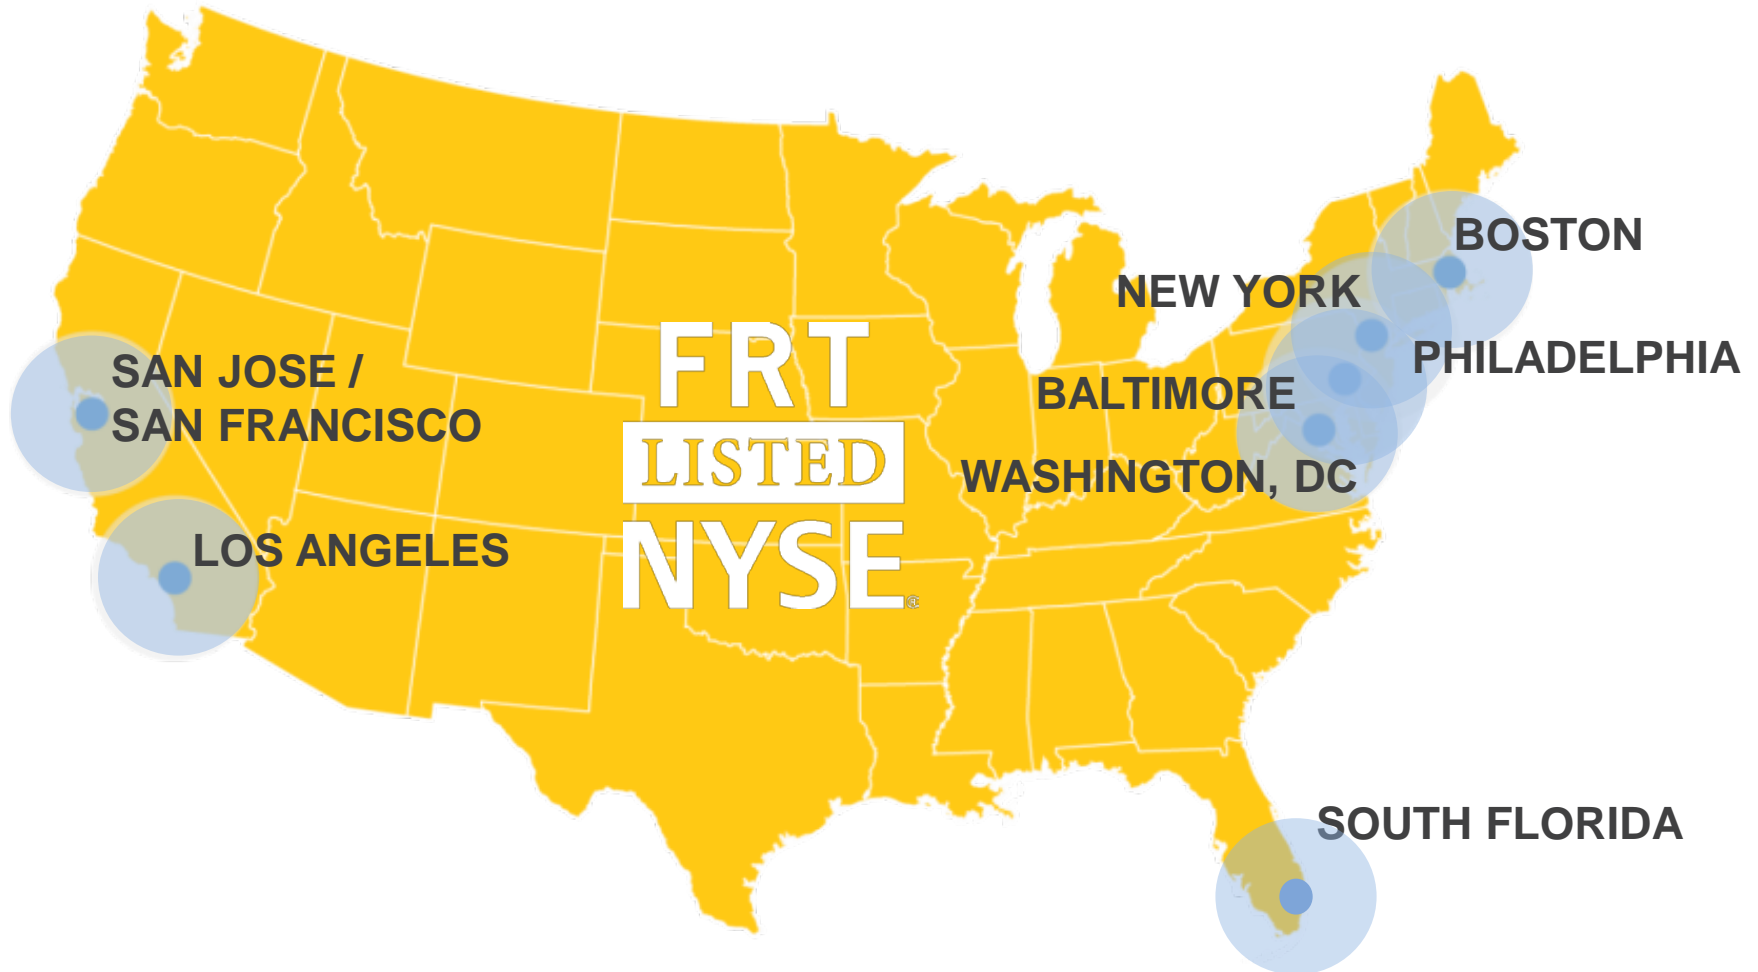 BOSTON
NEW YORK
PHILADELPHIA
BALTIMORE
WASHINGTON, DC
SAN JOSE /
SAN FRANCISCO
LOS ANGELES
FRT
LISTED
NYSE®
SOUTH FLORIDA